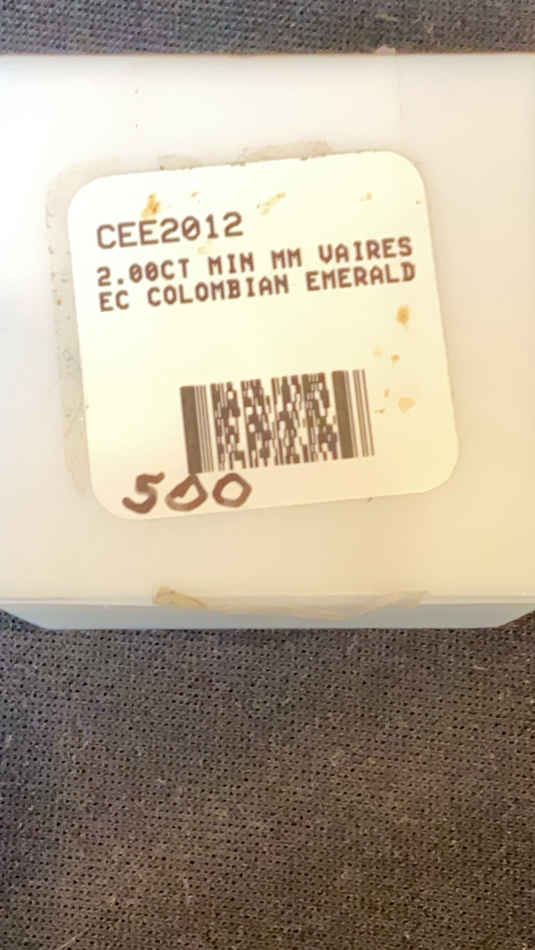 CEE2012
2.00CT MIN MM VAIRES
EC COLOMBIAN EMERALD
500